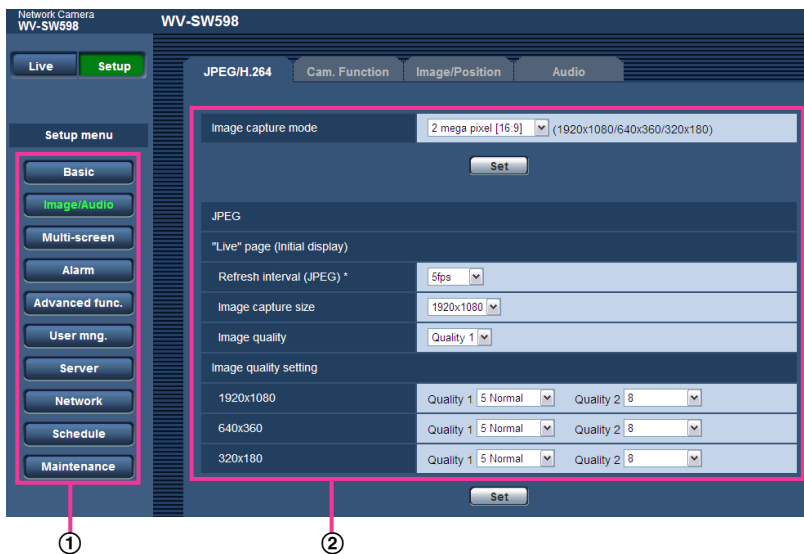 Network Camera
WV-SW598
WV-SW598
Live Setup
JPEG/H.264 Cam. Function Image/Position Audio
Setup menu
Basic
Image/Audio
Multi-screen
Alarm
Advanced func.
User mng.
Server
Network
Schedule
Maintenance
Image capture mode 2 mega pixel [16:9] (1920x1080/640x360/320x180)
Set
JPEG
"Live" page (Initial display)
Refresh interval (JPEG) * 5fps
Image capture size 1920x1080
Image quality Quality 1
Image quality setting
1920x1080 Quality 1 5 Normal Quality 2 8
640x360 Quality 1 5 Normal Quality 2 8
320x180 Quality 1 5 Normal Quality 2 8
Set
① ②